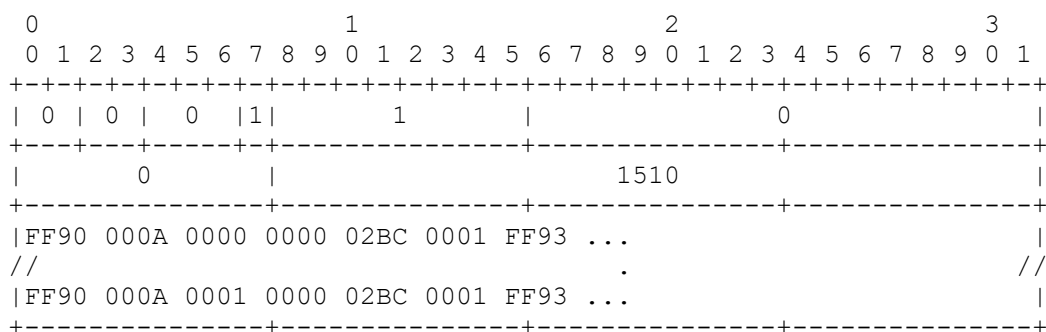 0                   1                   2                   3
 0 1 2 3 4 5 6 7 8 9 0 1 2 3 4 5 6 7 8 9 0 1 2 3 4 5 6 7 8 9 0 1
+-+-+-+-+-+-+-+-+-+-+-+-+-+-+-+-+-+-+-+-+-+-+-+-+-+-+-+-+-+-+-+-+
| 0 | 0 |  0  |1|       1       |               0               |
+---+---+-----+-+---------------+---------------+---------------+
|       0       |                     1510                      |
+---------------+---------------+---------------+---------------+
|FF90 000A 0000 0000 02BC 0001 FF93 ...                         |
//                                     .                        //
|FF90 000A 0001 0000 02BC 0001 FF93 ...                         |
+---------------+---------------+---------------+---------------+